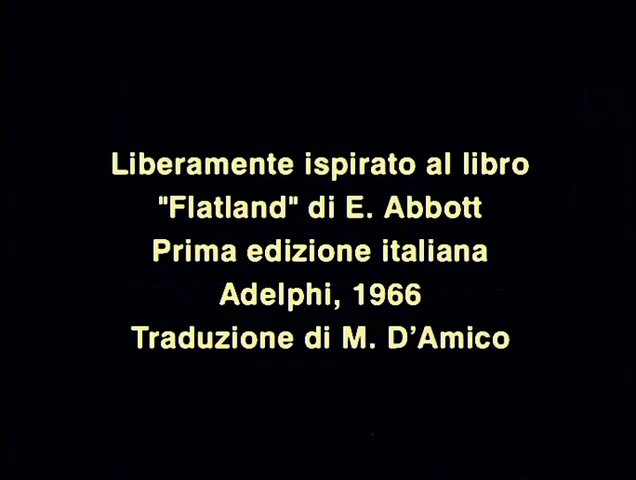 Liberamente ispirato al libro
"Flatland" di E. Abbott
Prima edizione italiana
Adelphi, 1966
Traduzione di M. D'Amico